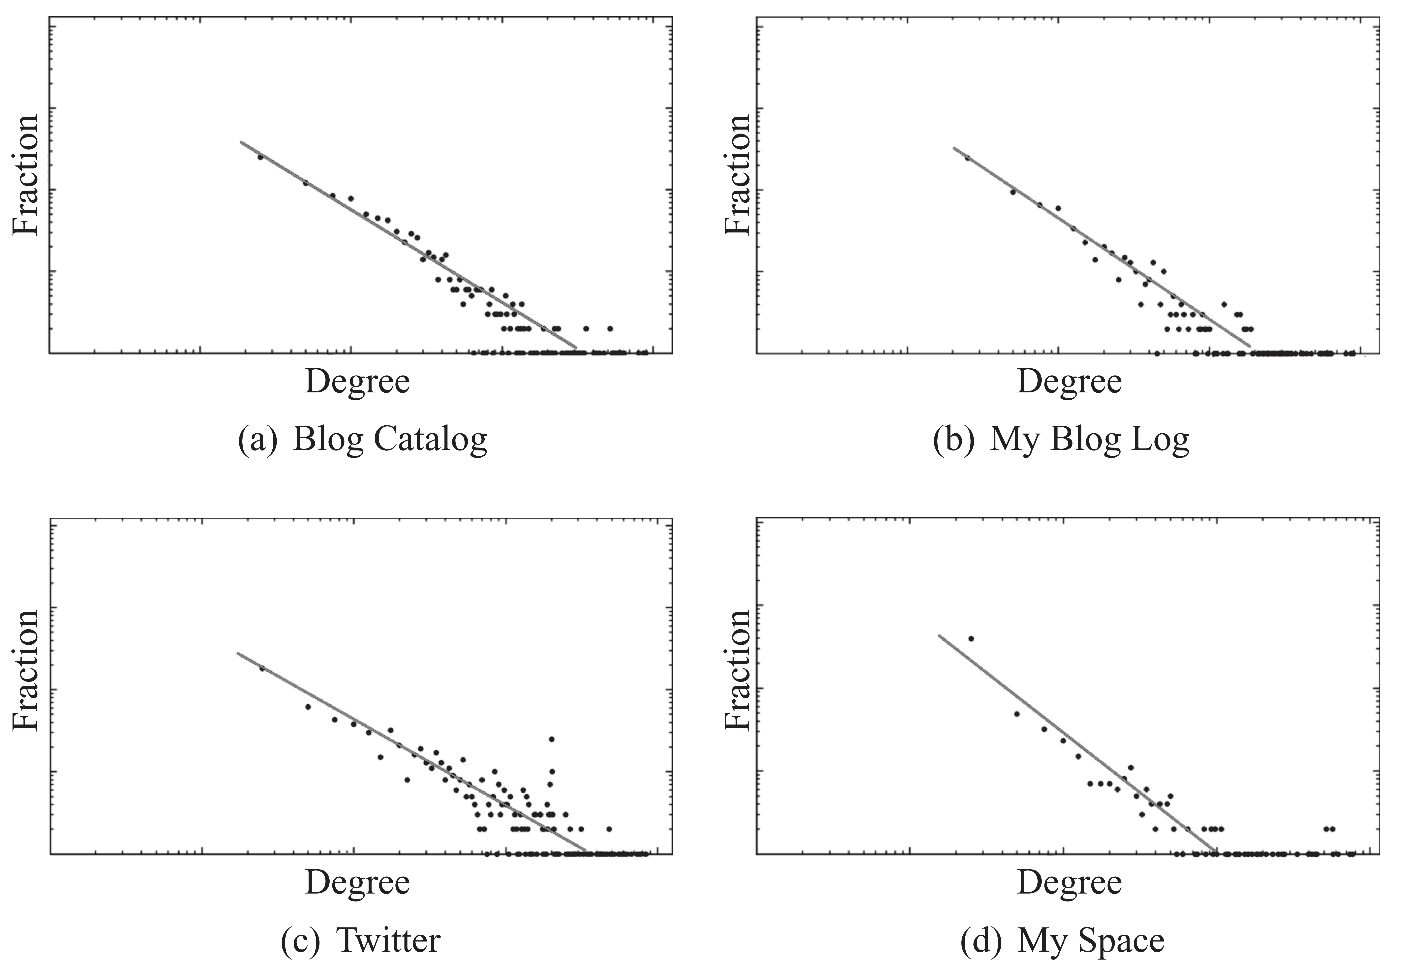 Fraction
Degree
(a) Blog Catalog
Fraction
Degree
(b) My Blog Log
Fraction
Degree
(c) Twitter
Fraction
Degree
(d) My Space